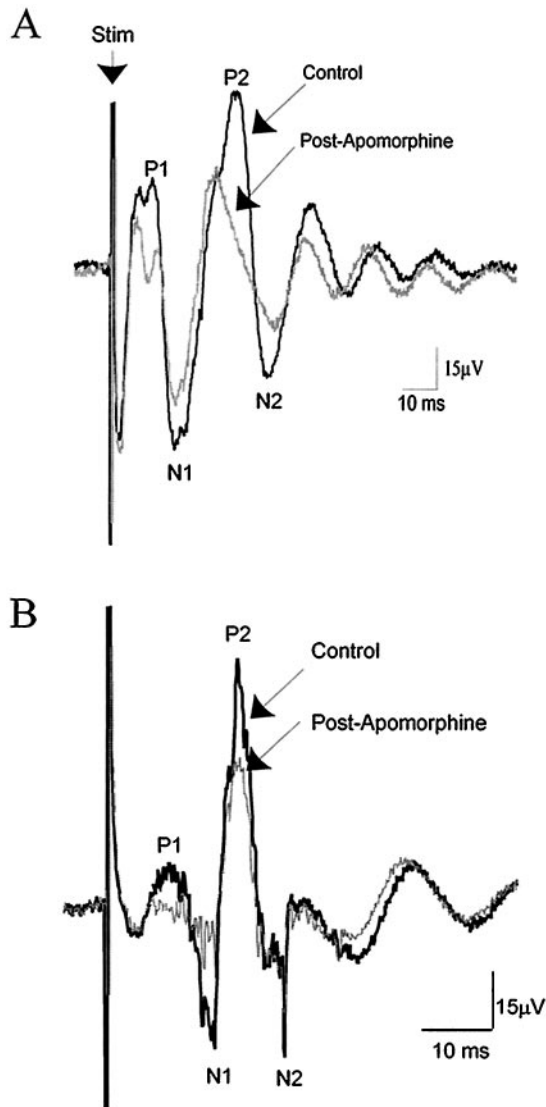 A
Stim
P2
Control
Post-Apomorphine
P1
15µV
10 ms
N2
N1
B
P2
Control
Post-Apomorphine
P1
15µV
10 ms
N1
N2